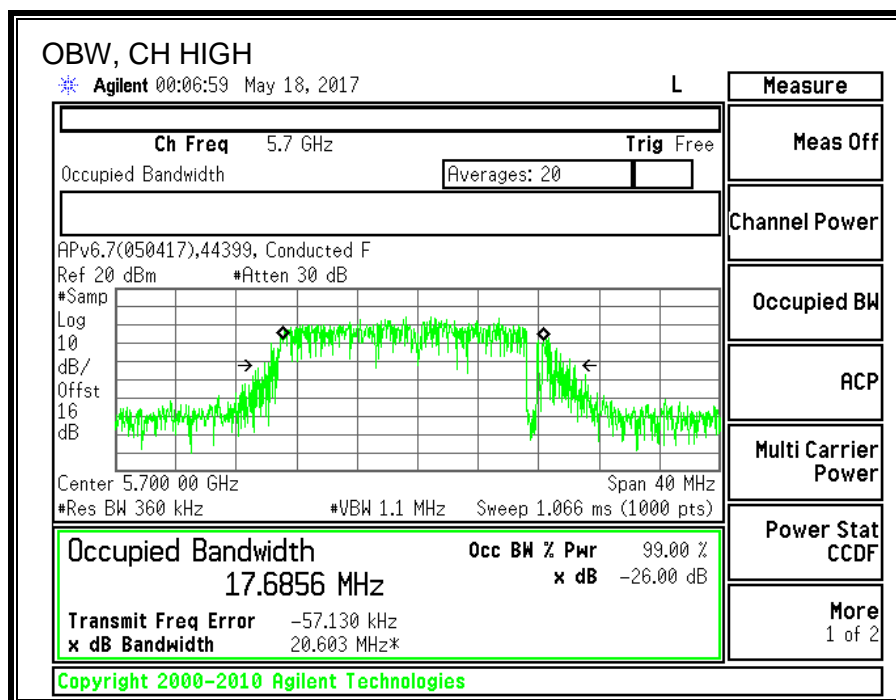 OBW, CH HIGH
Agilent 00:06:59 May 18, 2017 L
Measure
Ch Freq 5.7 GHz Trig Free
Meas Off
Occupied Bandwidth Averages: 20
Channel Power
APv6.7(050417),44399, Conducted F
Ref 20 dBm #Atten 30 dB
#Samp
Log
10
dB/
Offst
16
dB
Occupied BW
ACP
Center 5.700 00 GHz Span 40 MHz
#Res BW 360 kHz #VBW 1.1 MHz Sweep 1.066 ms (1000 pts)
Multi Carrier
Power
Occupied Bandwidth
17.6856 MHz
Occ BW % Pwr 99.00 %
x dB -26.00 dB
Transmit Freq Error -57.130 kHz
x dB Bandwidth 20.603 MHz*
Power Stat
CCDF
More
1 of 2
Copyright 2000-2010 Agilent Technologies